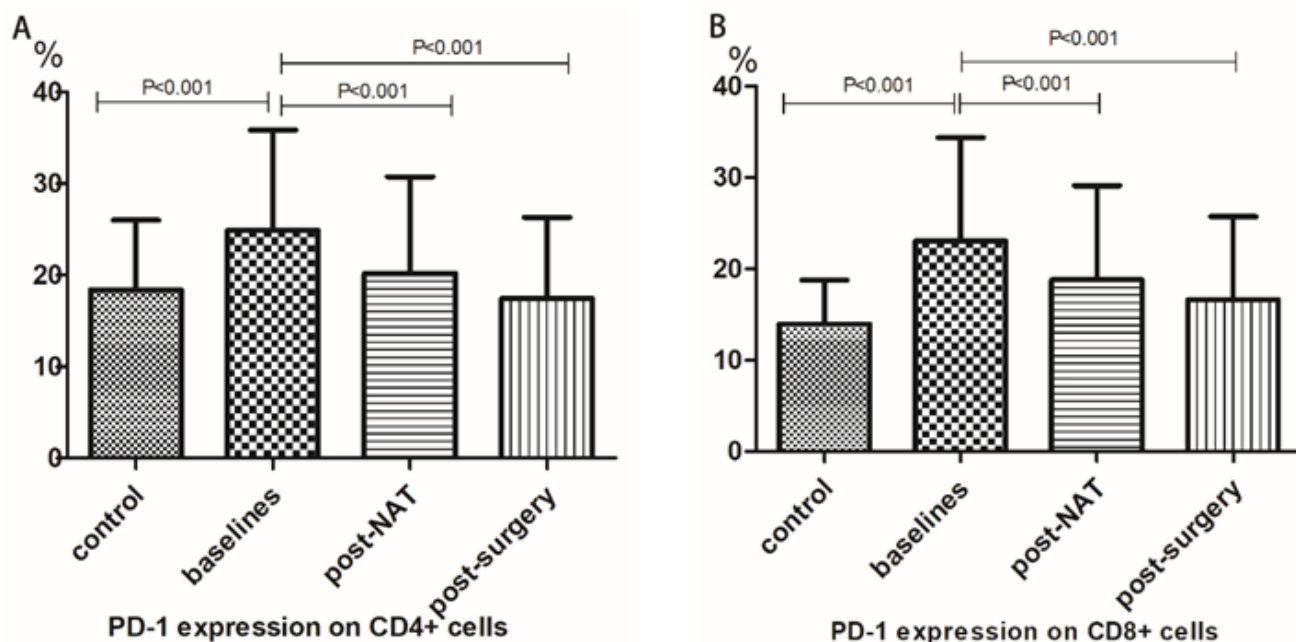 A
%
P<0.001
P<0.001
P<0.001
40
30
20
10
0
control
baselines
post-NAT
post-surgery
PD-1 expression on CD4+ cells
B
%
P<0.001
P<0.001
P<0.001
40
30
20
10
0
control
baselines
post-NAT
post-surgery
PD-1 expression on CD8+ cells